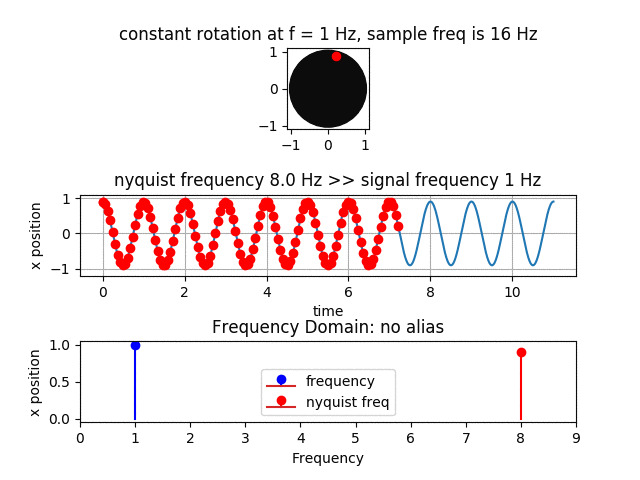 constant rotation at f = 1 Hz, sample freq is 16 Hz
1
0
−1
−1 0 1
nyquist frequency 8.0 Hz >> signal frequency 1 Hz
x position
1
0
−1
0 2 4 6 8 10
time
Frequency Domain: no alias
x position
1.0
0.5
0.0
frequency
nyquist freq
0 1 2 3 4 5 6 7 8 9
Frequency